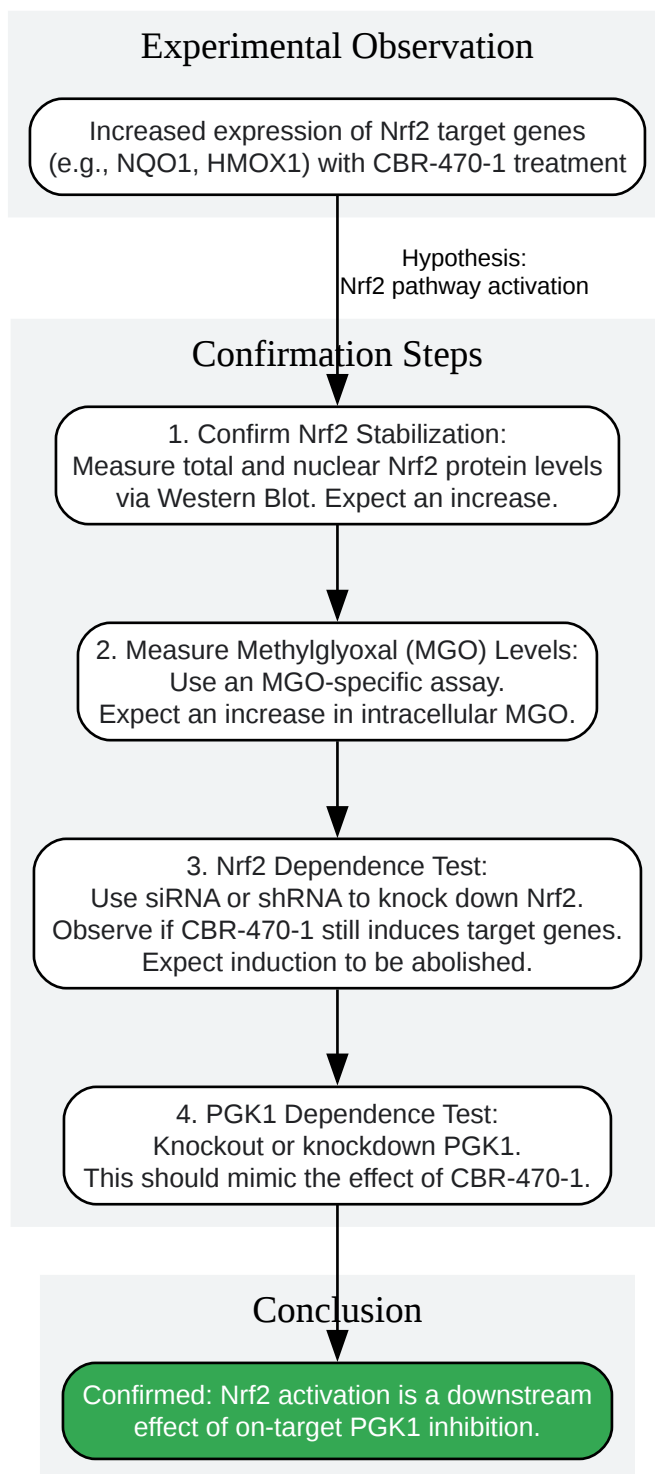 Experimental Observation
Increased expression of Nrf2 target genes
(e.g., NQO1, HMOX1) with CBR-470-1 treatment
Hypothesis:
Nrf2 pathway activation
Confirmation Steps
1. Confirm Nrf2 Stabilization:
Measure total and nuclear Nrf2 protein levels
via Western Blot. Expect an increase.
2. Measure Methylglyoxal (MGO) Levels:
Use an MGO-specific assay.
Expect an increase in intracellular MGO.
3. Nrf2 Dependence Test:
Use siRNA or shRNA to knock down Nrf2.
Observe if CBR-470-1 still induces target genes.
Expect induction to be abolished.
4. PGK1 Dependence Test:
Knockout or knockdown PGK1.
This should mimic the effect of CBR-470-1.
Conclusion
Confirmed: Nrf2 activation is a downstream
effect of on-target PGK1 inhibition.